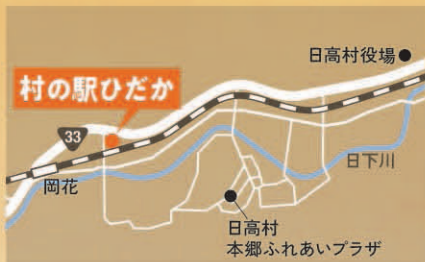 日高村役場
村の駅ひだか
33
岡花
日下川
日高村
本郷ふれあいプラザ